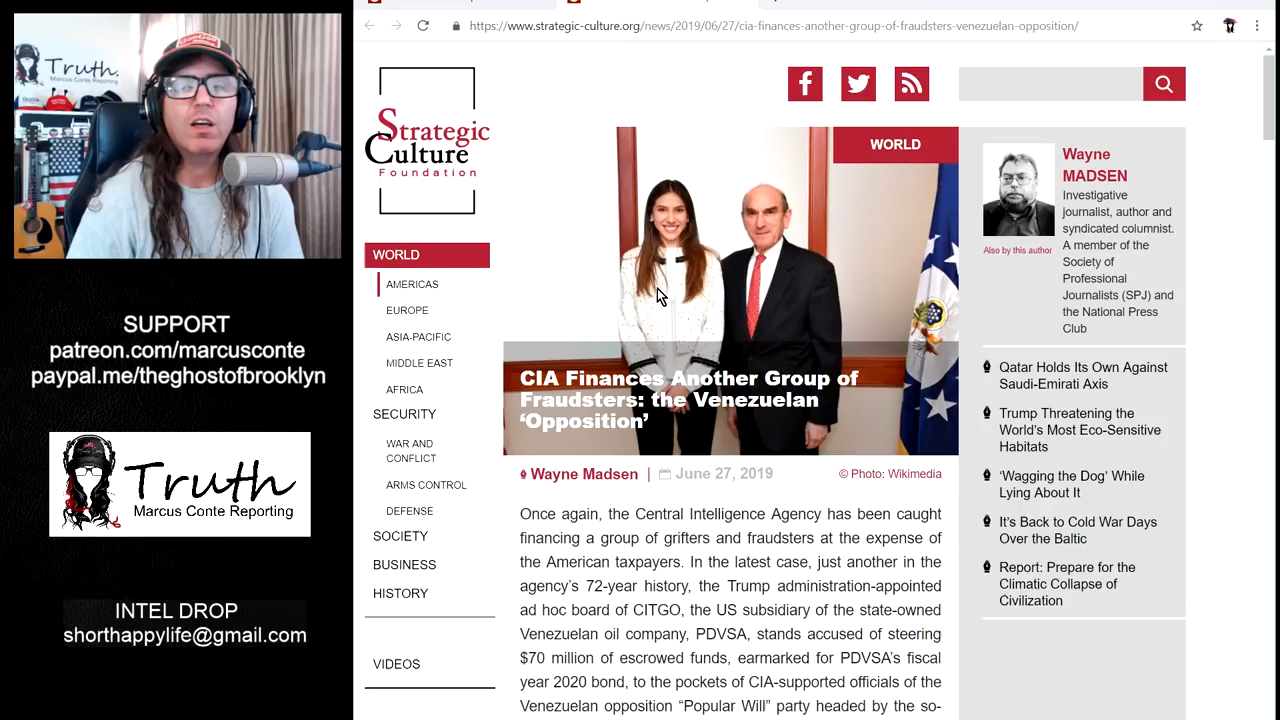 Truth.
Marcus Conte Reporting
SUPPORT
patreon.com/marcusconte
paypal.me/theghostofbrooklyn
Truth
Marcus Conte Reporting
INTEL DROP
shorthappylife@gmail.com
https://www.strategic-culture.org/news/2019/06/27/cia-finances-another-group-of-fraudsters-venezuelan-opposition/
Strategic
Culture
FOUNDATION
WORLD
AMERICAS
EUROPE
ASIA-PACIFIC
MIDDLE EAST
AFRICA
SECURITY
WAR AND
CONFLICT
ARMS CONTROL
DEFENSE
SOCIETY
BUSINESS
HISTORY
VIDEOS
WORLD
CIA Finances Another Group of
Fraudsters: the Venezuelan
‘Opposition’
Wayne Madsen | June 27, 2019
© Photo: Wikimedia
Once again, the Central Intelligence Agency has been caught
financing a group of grifters and fraudsters at the expense of
the American taxpayers. In the latest case, just another in the
agency’s 72-year history, the Trump administration-appointed
ad hoc board of CITGO, the US subsidiary of the state-owned
Venezuelan oil company, PDVSA, stands accused of steering
$70 million of escrowed funds, earmarked for PDVSA’s fiscal
year 2020 bond, to the pockets of CIA-supported officials of the
Venezuelan opposition “Popular Will” party headed by the so-
Wayne
MADSEN
Investigative
journalist, author and
syndicated columnist.
A member of the
Society of
Professional
Journalists (SPJ) and
the National Press
Club
Also by this author
Qatar Holds Its Own Against
Saudi-Emirati Axis
Trump Threatening the
World’s Most Eco-Sensitive
Habitats
‘Wagging the Dog’ While
Lying About It
It’s Back to Cold War Days
Over the Baltic
Report: Prepare for the
Climatic Collapse of
Civilization